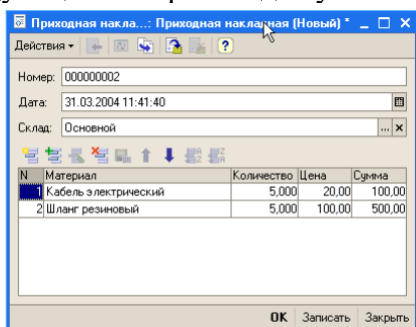 Приходная накла...: Приходная накладная (Новый) *
Действия
Номер: 000000002
Дата: 31.03.2004 11:41:40
Склад: Основной
N Материал Количество Цена Сумма
1 Кабель электрический 5,000 20,00 100,00
2 Шланг резиновый 5,000 100,00 500,00
OK Записать Закрыть